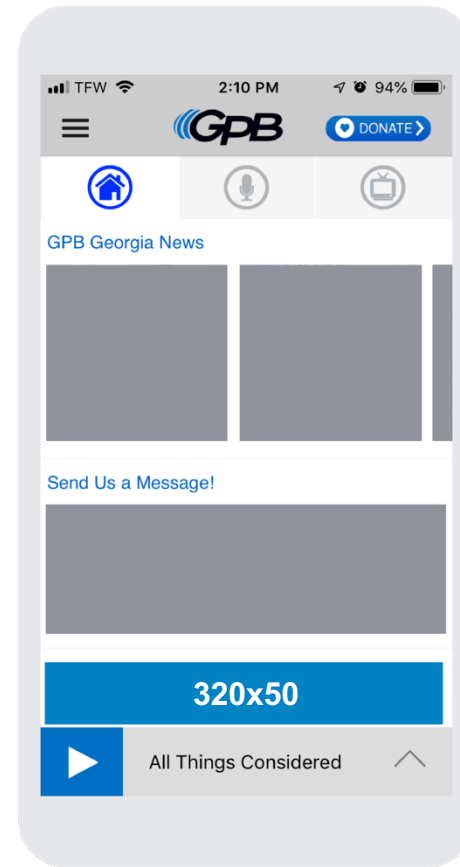 TFW 2:10 PM 94%
GPB DONATE
GPB Georgia News
Send Us a Message!
320x50
All Things Considered